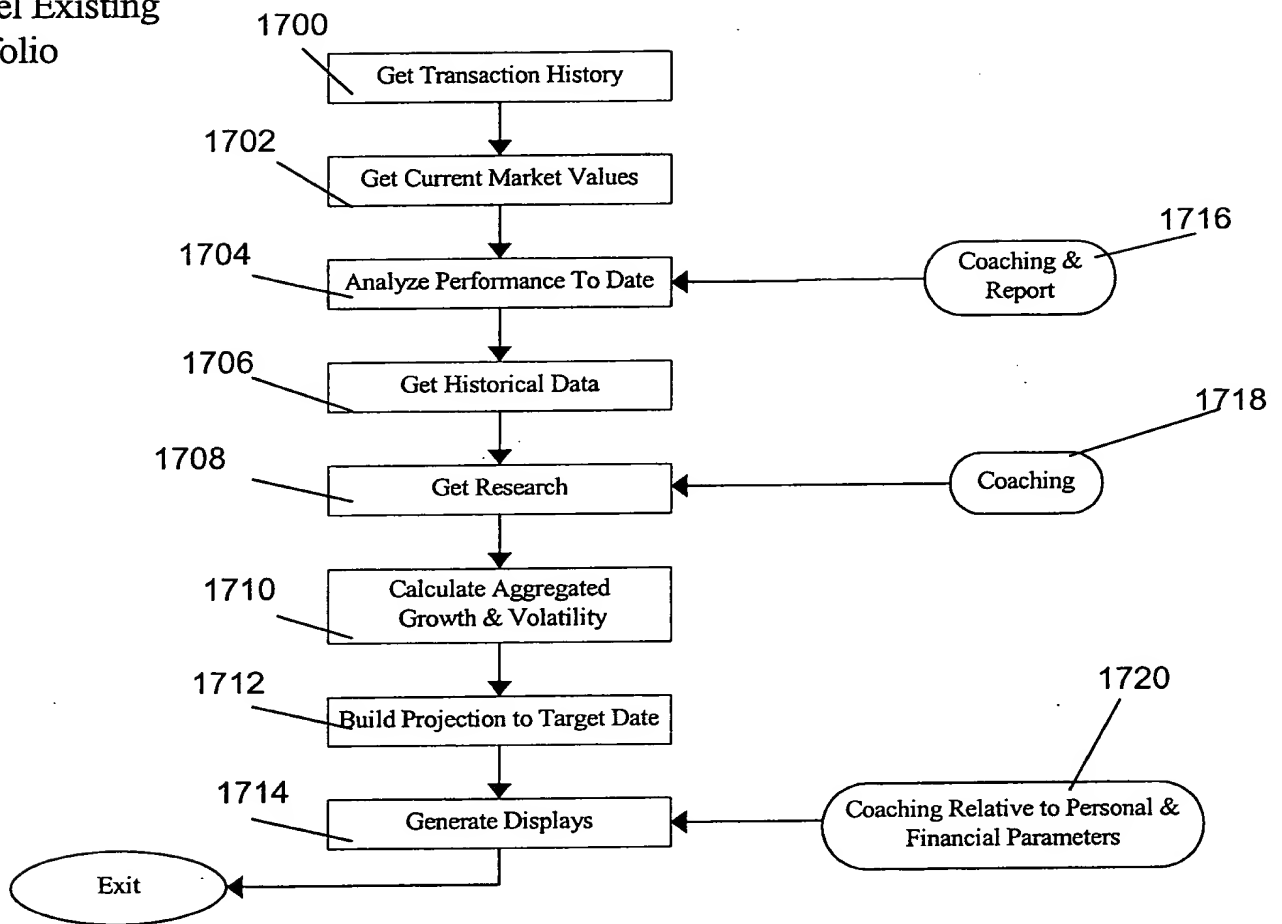 Existing
1700
Get Transaction History
1702
Get Current Market Values
1704
Analyze Performance To Date
1716
Coaching &
Report
1706
Get Historical Data
1718
1708
Get Research
Coaching
1710
Calculate Aggregated
Growth & Volatility
1712
Build Projection to Target Date
1720
1714
Generate Displays
Coaching Relative to Personal &
Financial Parameters
Exit